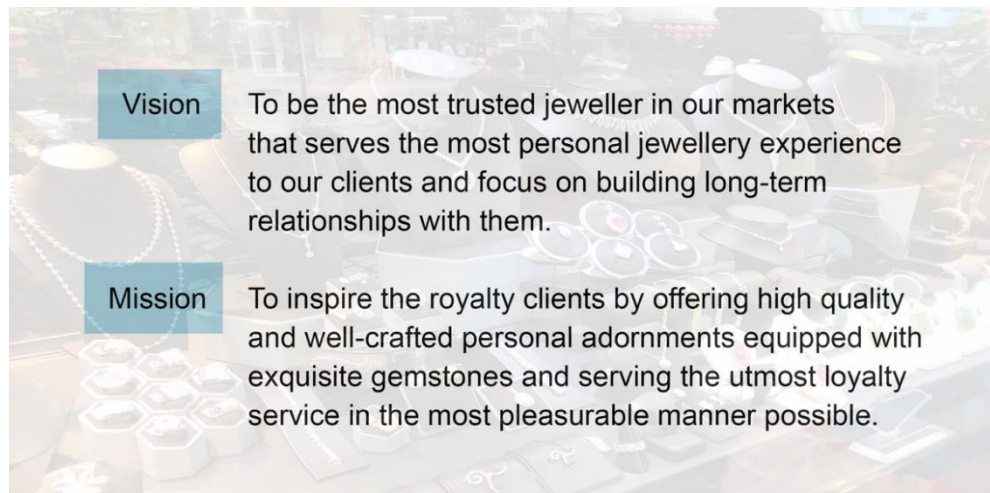 Vision
To be the most trusted jeweller in our markets
that serves the most personal jewellery experience
to our clients and focus on building long-term
relationships with them.
Mission
To inspire the royalty clients by offering high quality
and well-crafted personal adornments equipped with
exquisite gemstones and serving the utmost loyalty
service in the most pleasurable manner possible.